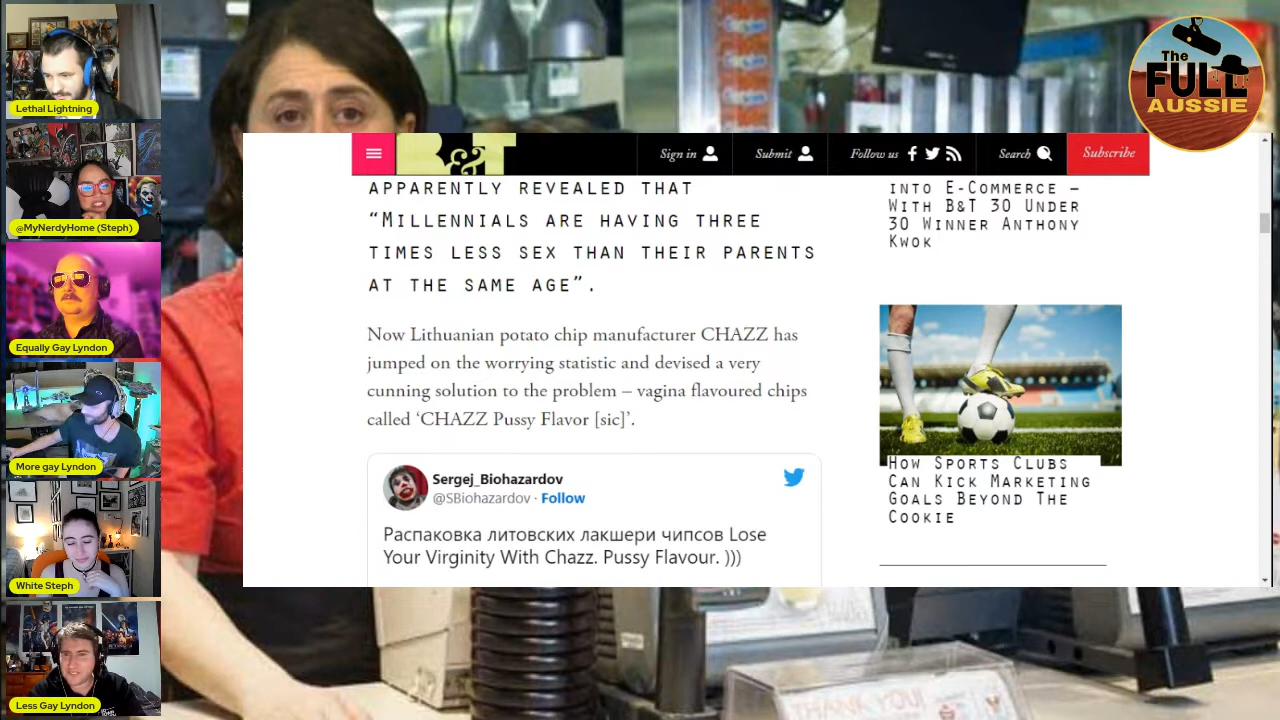 Lethal Lightning
@MyNerdyHome (Steph)
Equally Gay Lyndon
More gay Lyndon
White Steph
Less Gay Lyndon
The
FULL
AUSSIE
B&T
Sign in
Submit
Follow us
Search
Subscribe
APPARENTLY REVEALED THAT
“MILLENNIALS ARE HAVING THREE
TIMES LESS SEX THAN THEIR PARENTS
AT THE SAME AGE”.
Now Lithuanian potato chip manufacturer CHAZZ has
jumped on the worrying statistic and devised a very
cunning solution to the problem – vagina flavoured chips
called ‘CHAZZ Pussy Flavor [sic]’.
Sergej_Biohazardov
@SBiohazardov · Follow
Распаковка литовских лакшери чипсов Lose
Your Virginity With Chazz. Pussy Flavour. )))
INTO E-COMMERCE –
WITH B&T 30 UNDER
30 WINNER ANTHONY
KWOK
HOW SPORTS CLUBS
CAN KICK MARKETING
GOALS BEYOND THE
COOKIE
THANK YOU